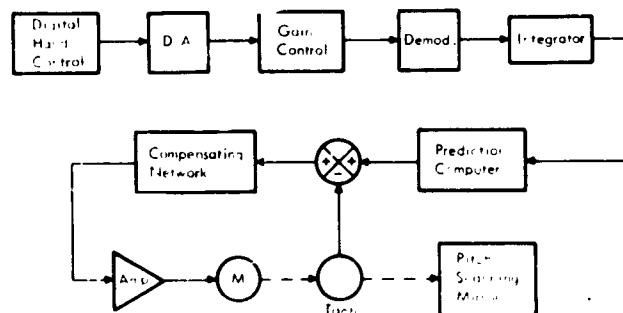 Digital
Hand
Control
D A
Gain
Control
Demod.
Integrator
Compensating
Network
+ +
−
Prediction
Computer
Amp
M
Tach
Pitch
Scanning
Mirror